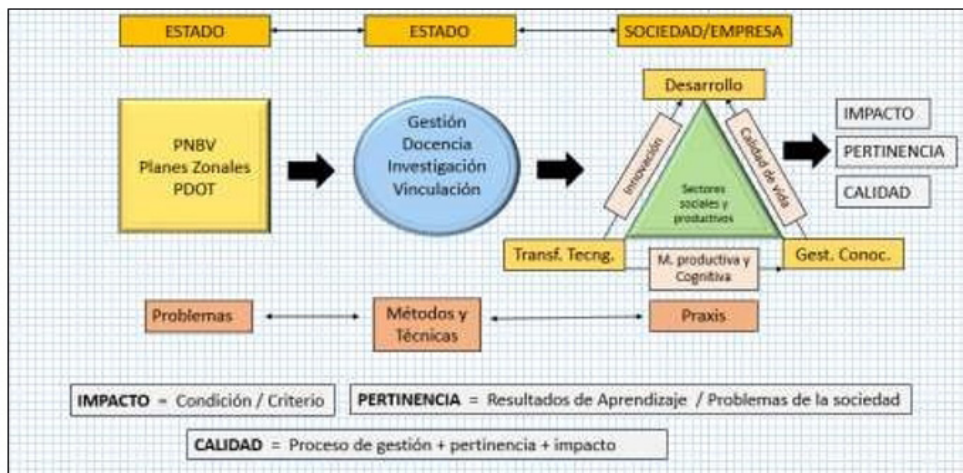 ESTADO
ESTADO
SOCIEDAD/EMPRESA
PNBV
Planes Zonales
PDOT
Gestión
Docencia
Investigación
Vinculación
Desarrollo
Innovación
Calidad de vida
Sectores
sociales y
productivos
Transf. Tecng.
M. productiva y
Cognitiva
Gest. Conoc.
IMPACTO
PERTINENCIA
CALIDAD
Problemas
Métodos y
Técnicas
Praxis
IMPACTO = Condición / Criterio
PERTINENCIA = Resultados de Aprendizaje / Problemas de la sociedad
CALIDAD = Proceso de gestión + pertinencia + impacto